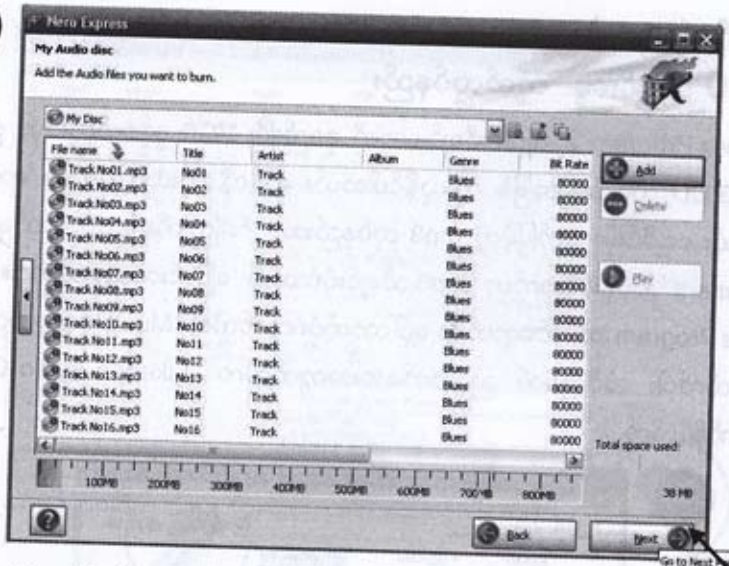 Nero Express
My Audio disc
Add the Audio files you want to burn.
My Disc
File name Title Artist Album Genre Bit Rate
Track No01.mp3 No01 Track Blues 80000
Track No02.mp3 No02 Track Blues 80000
Track No03.mp3 No03 Track Blues 80000
Track No04.mp3 No04 Track Blues 80000
Track No05.mp3 No05 Track Blues 80000
Track No06.mp3 No06 Track Blues 80000
Track No07.mp3 No07 Track Blues 80000
Track No08.mp3 No08 Track Blues 80000
Track No09.mp3 No09 Track Blues 80000
Track No10.mp3 No10 Track Blues 80000
Track No11.mp3 No11 Track Blues 80000
Track No12.mp3 No12 Track Blues 80000
Track No13.mp3 No13 Track Blues 80000
Track No14.mp3 No14 Track Blues 80000
Track No15.mp3 No15 Track Blues 80000
Track No16.mp3 No16 Track Blues 80000
Add
Delete
Play
Total space used:
100MB 200MB 300MB 400MB 500MB 600MB 700MB 800MB
38 MB
Back
Next
Go to Next